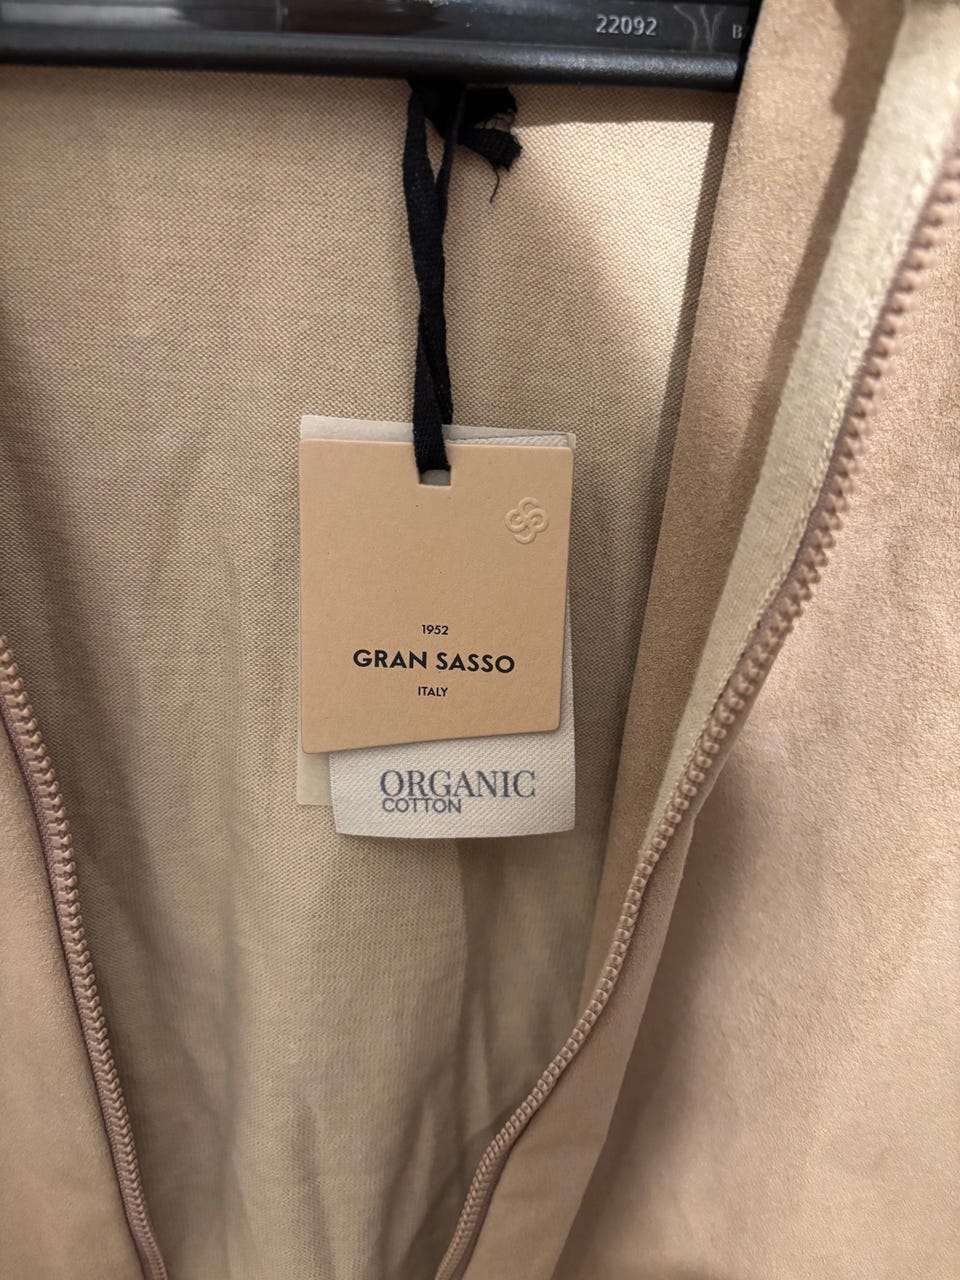 22092
1952
GRAN SASSO
ITALY
ORGANIC
COTTON